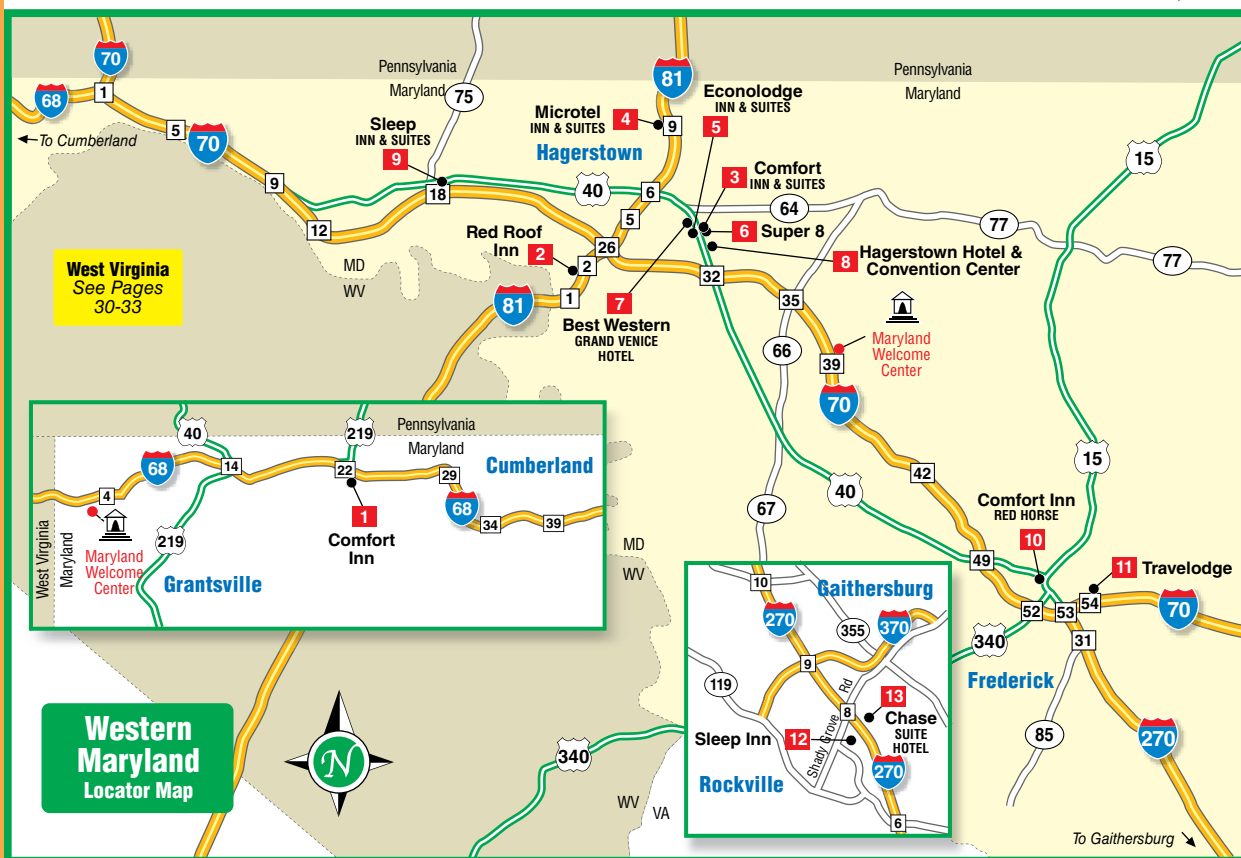 70
68
1
5
To Cumberland
70
9
12
Pennsylvania
Maryland
75
Sleep
INN & SUITES
9
18
40
81
Microtel
INN & SUITES
4
9
Hagerstown
Econolodge
INN & SUITES
5
3
Comfort
INN & SUITES
6
Super 8
8
Hagerstown Hotel &
Convention Center
6
5
26
Red Roof
Inn
2
2
1
81
7
Best Western
GRAND VENICE
HOTEL
32
35
64
77
77
Pennsylvania
Maryland
15
15
66
67
Maryland
Welcome
Center
39
70
42
40
49
Comfort Inn
RED HORSE
10
11
Travelodge
52
53
54
70
31
340
Frederick
85
270
To Gaithersburg
West Virginia
See Pages
30-33
MD
WV
MD
WV
WV
VA
340
40
219
Pennsylvania
Maryland
68
14
22
29
Cumberland
4
68
34
39
1
Comfort
Inn
219
West Virginia
Maryland
Maryland
Welcome
Center
Grantsville
10
Gaithersburg
270
355
370
9
119
Shady Grove Rd
8
13
Chase
SUITE
HOTEL
Sleep Inn
12
Rockville
270
6
Western
Maryland
Locator Map
N